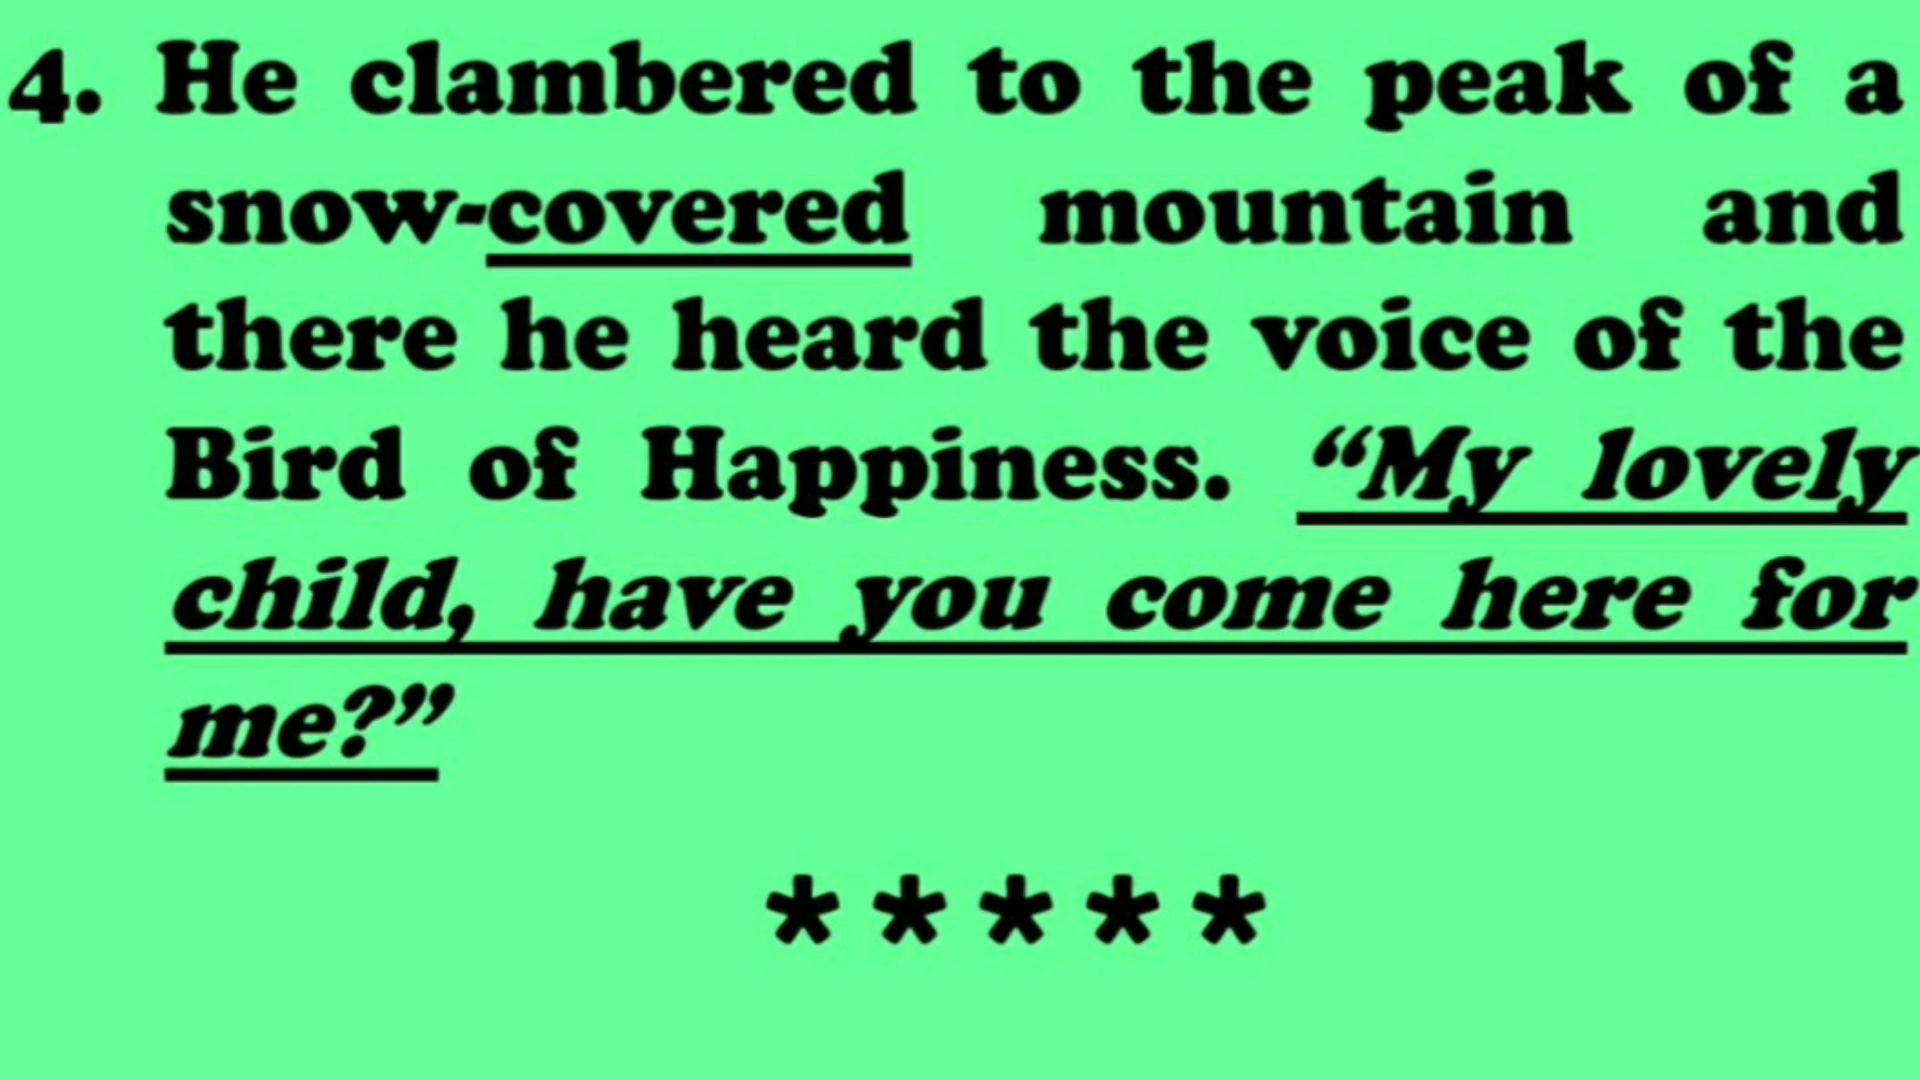 4. He clambered to the peak of a
snow-covered mountain and
there he heard the voice of the
Bird of Happiness. “My lovely
child, have you come here for
me?”
*****